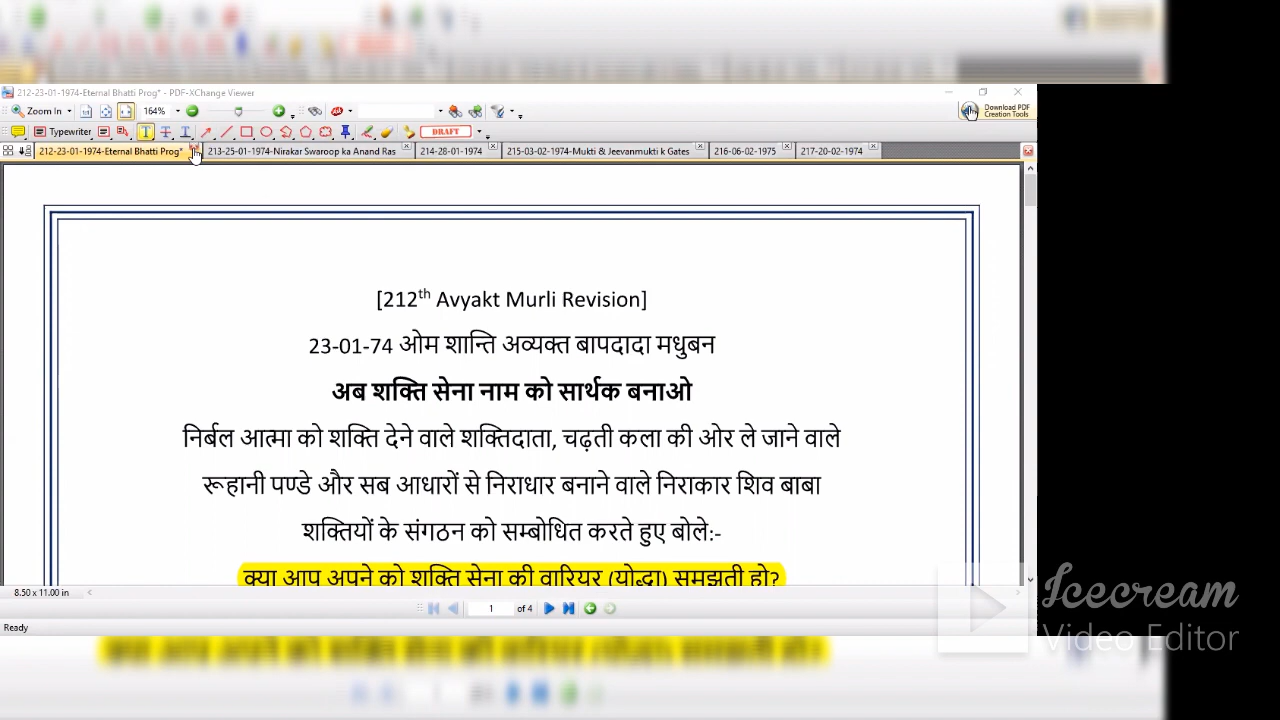 212-23-01-1974-Eternal Bhatti Prog* - PDF-XChange Viewer
Zoom In 164% Download PDF Creation Tools
Typewriter DRAFT
212-23-01-1974-Eternal Bhatti Prog* 213-25-01-1974-Nirakar Swaroop ka Anand Ras 214-28-01-1974 215-03-02-1974-Mukti & Jeevanmukti k Gates 216-06-02-1975 217-20-02-1974
[212th Avyakt Murli Revision]
23-01-74 ओम शान्ति अव्यक्त बापदादा मधुबन
अब शक्ति सेना नाम को सार्थक बनाओ
निर्बल आत्मा को शक्ति देने वाले शक्तिदाता, चढ़ती कला की ओर ले जाने वाले
रूहानी पण्डे और सब आधारों से निराधार बनाने वाले निराकार शिव बाबा
शक्तियों के संगठन को सम्बोधित करते हुए बोले:-
क्या आप अपने को शक्ति सेना की वारियर (योद्धा) समझती हो?
8.50 x 11.00 in
1 of 4
Ready
Icecream
Video Editor